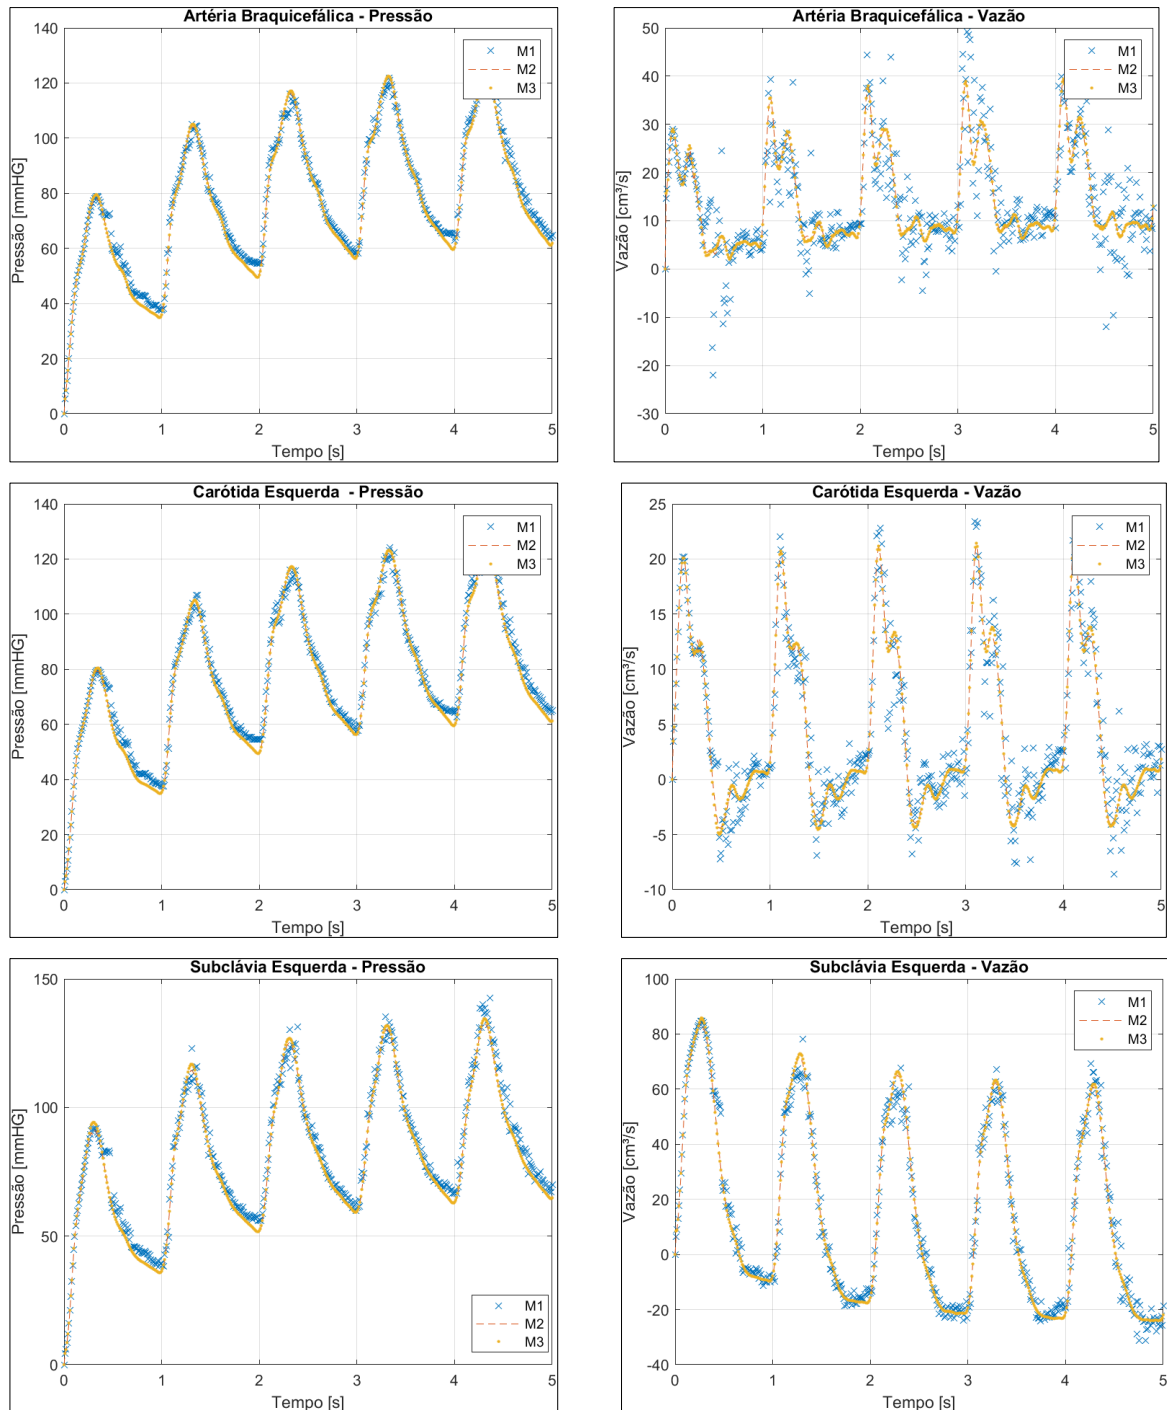 Artéria Braquicefálica - Pressão
140
120
100
80
60
40
20
0
Pressão [mmHG]
0 1 2 3 4 5
Tempo [s]
M1
M2
M3
Artéria Braquicefálica - Vazão
50
40
30
20
10
0
-10
-20
-30
Vazão [cm³/s]
0 1 2 3 4 5
Tempo [s]
M1
M2
M3
Carótida Esquerda - Pressão
140
120
100
80
60
40
20
0
Pressão [mmHG]
0 1 2 3 4 5
Tempo [s]
M1
M2
M3
Carótida Esquerda - Vazão
25
20
15
10
5
0
-5
-10
Vazão [cm³/s]
0 1 2 3 4 5
Tempo [s]
M1
M2
M3
Subclávia Esquerda - Pressão
150
100
50
0
Pressão [mmHG]
0 1 2 3 4 5
Tempo [s]
M1
M2
M3
Subclávia Esquerda - Vazão
100
80
60
40
20
0
-20
-40
Vazão [cm³/s]
0 1 2 3 4 5
Tempo [s]
M1
M2
M3